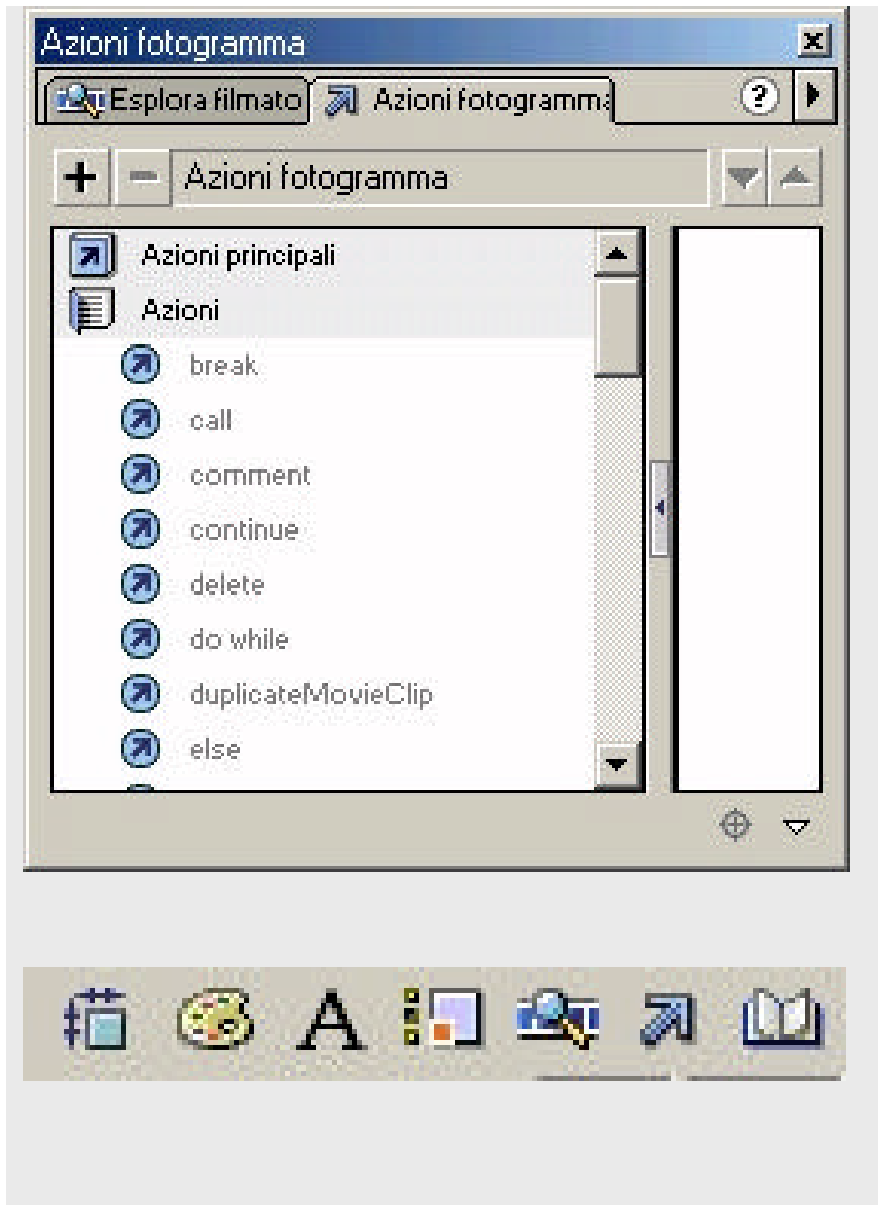 Azioni fotogramma
Esplora filmato Azioni fotogramma
Azioni fotogramma
Azioni principali
Azioni
break
call
comment
continue
delete
do while
duplicateMovieClip
else
A